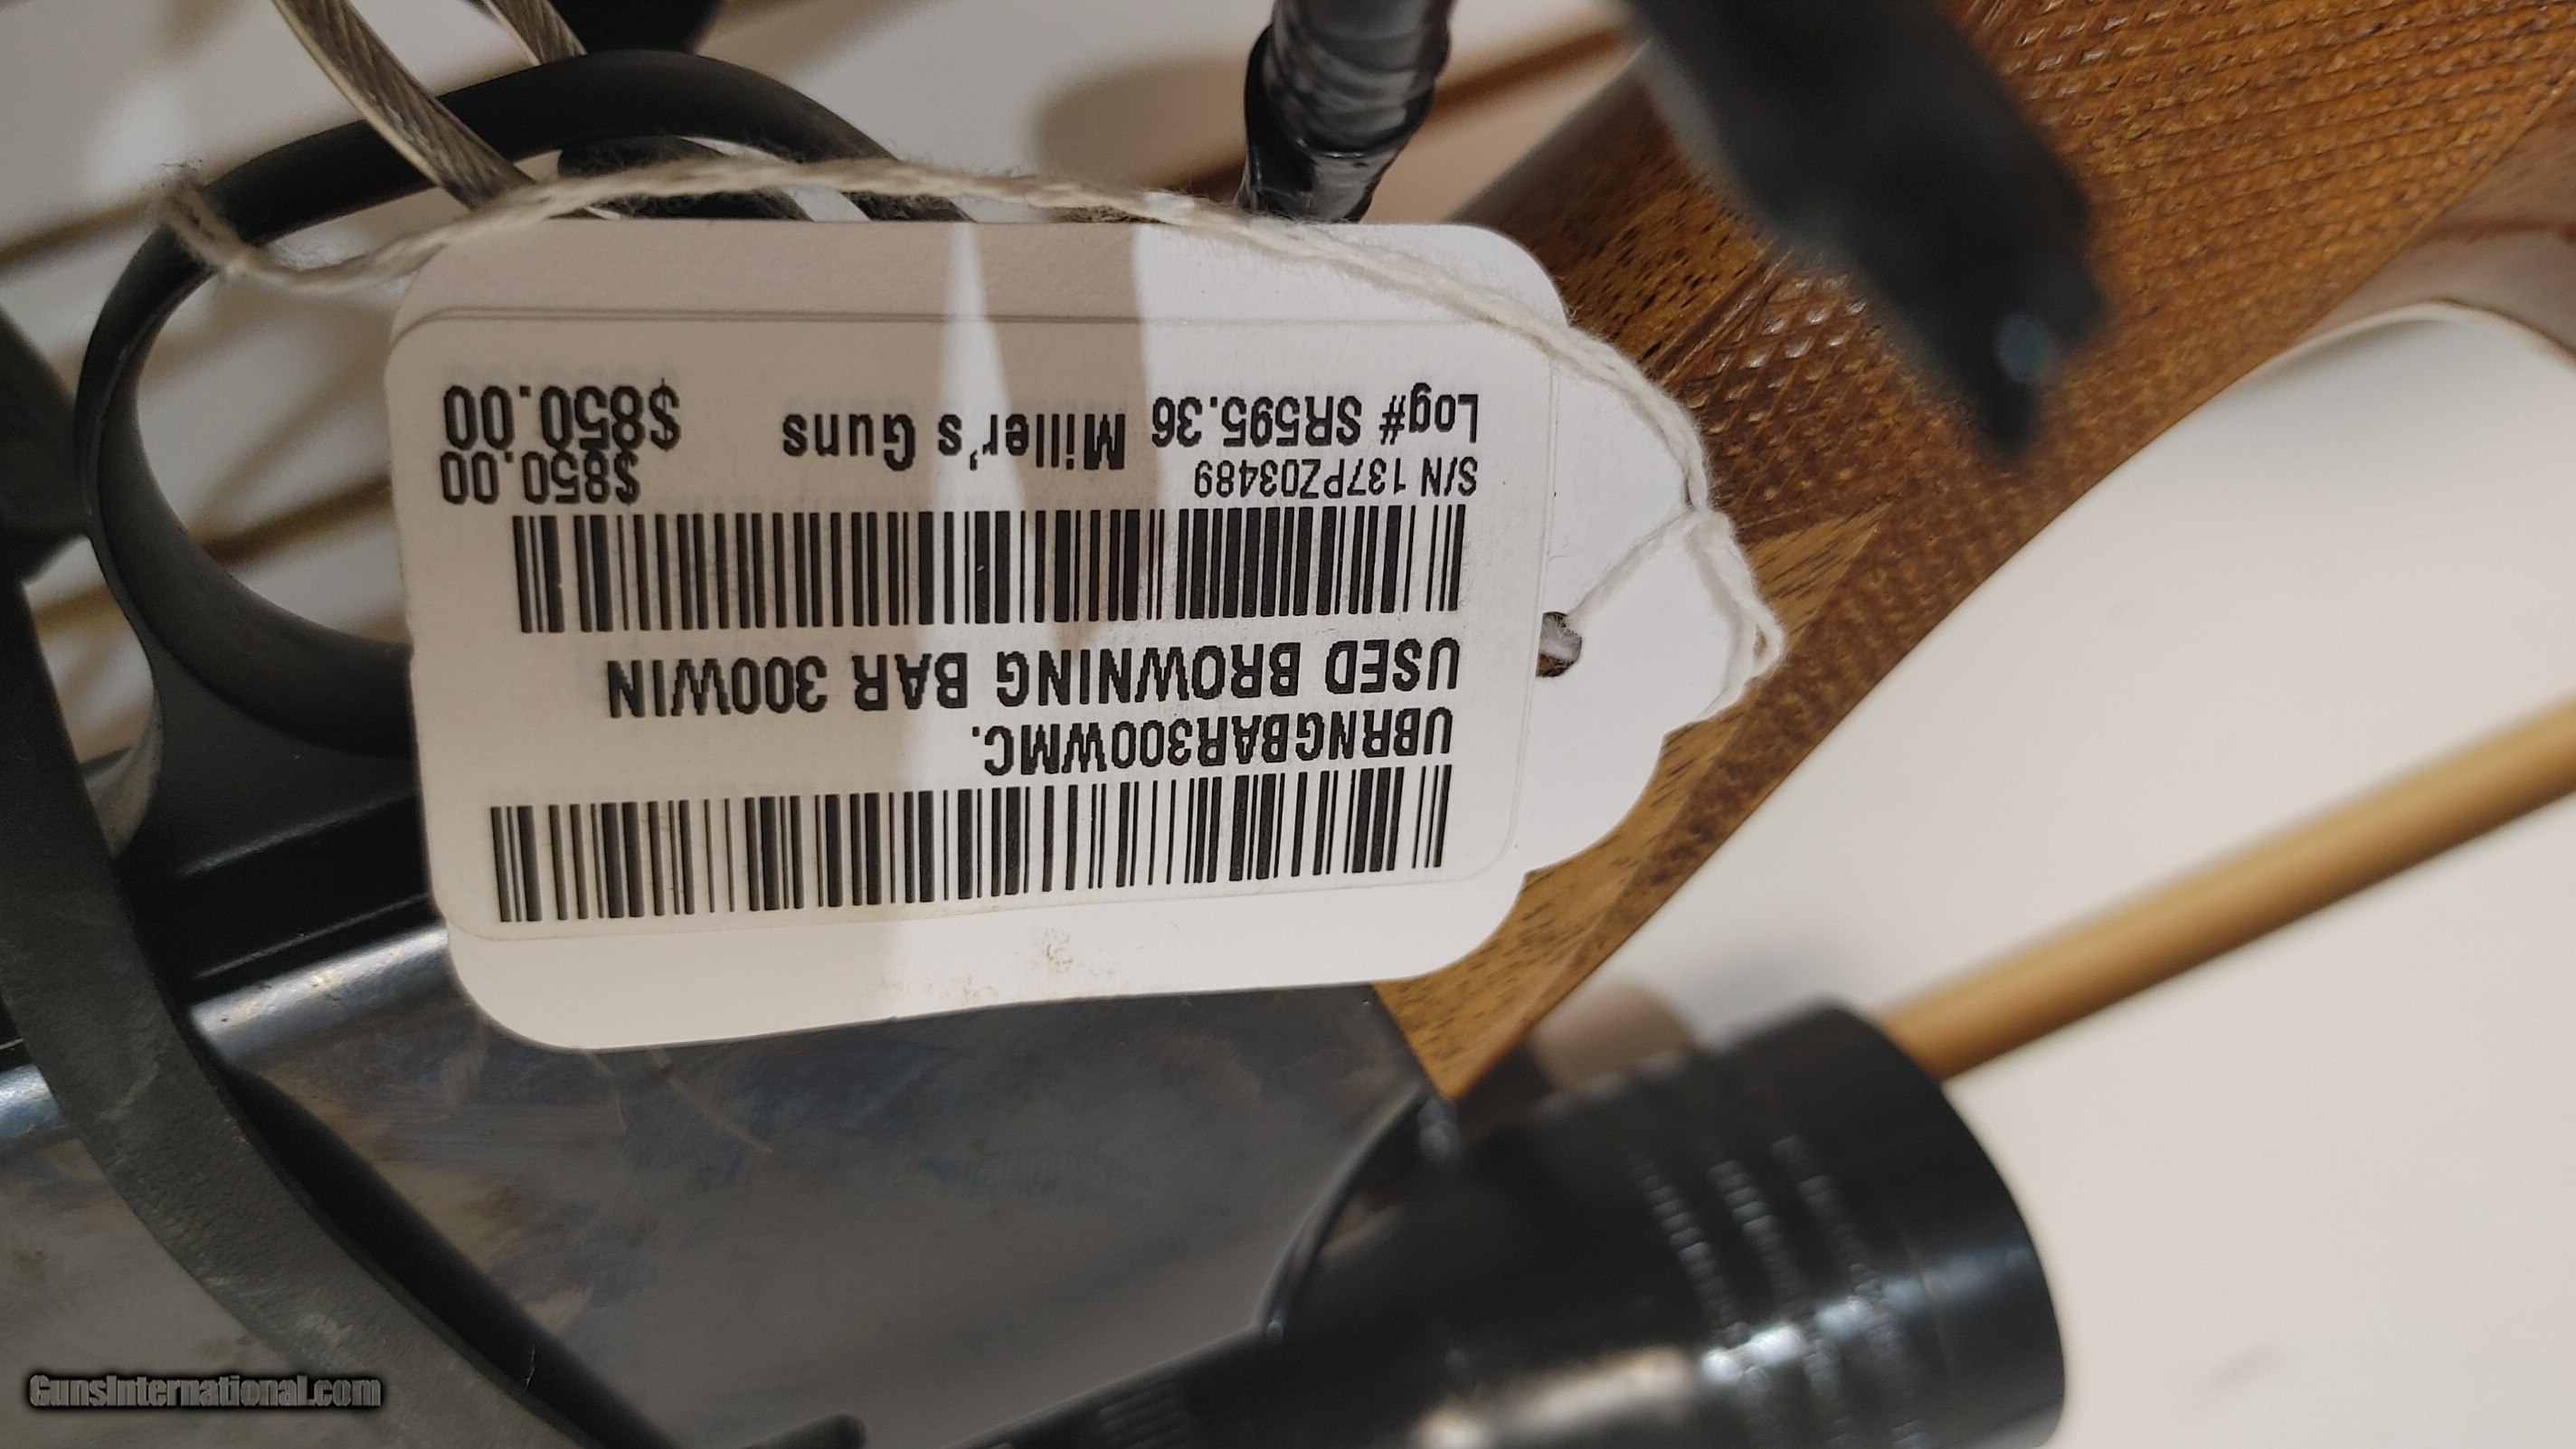 UBRNGBAR300WMC.
USED BROWNING BAR 300WIN
S/N 137PZ03489 $850.00
Log# SR595.36 Miller's Guns $850.00
GunsInternational.com